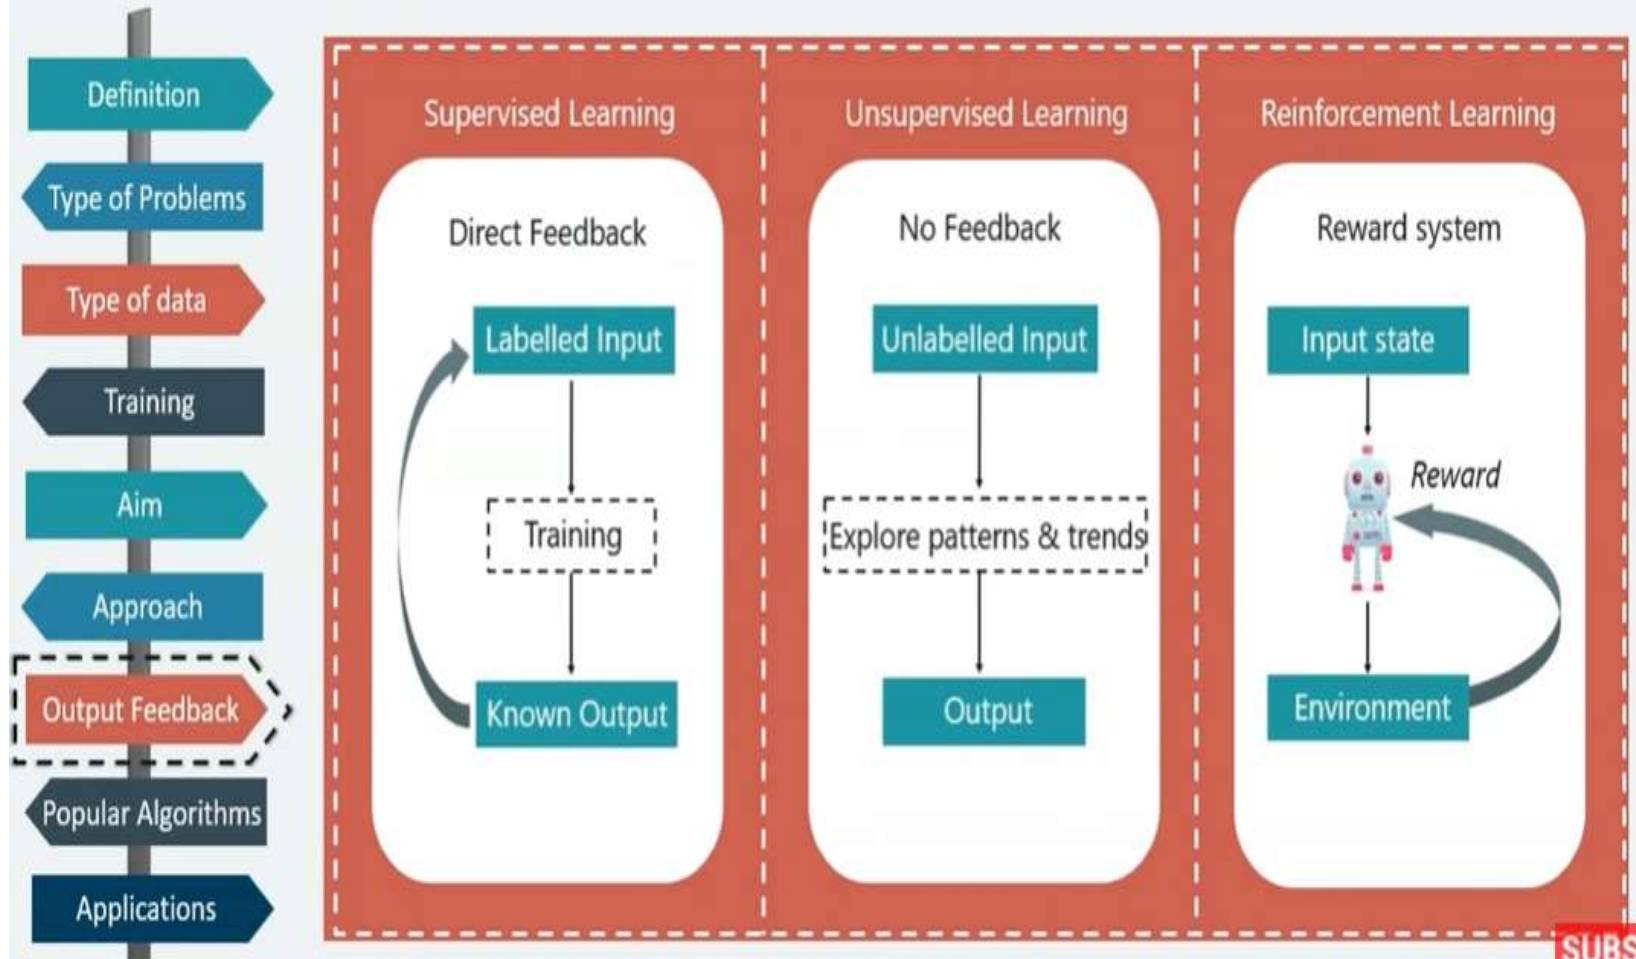 Definition
Type of Problems
Type of data
Training
Aim
Approach
Output Feedback
Popular Algorithms
Applications
Supervised Learning
Direct Feedback
Labelled Input
Training
Known Output
Unsupervised Learning
No Feedback
Unlabelled Input
Explore patterns & trends
Output
Reinforcement Learning
Reward system
Input state
Reward
Environment
SUBS